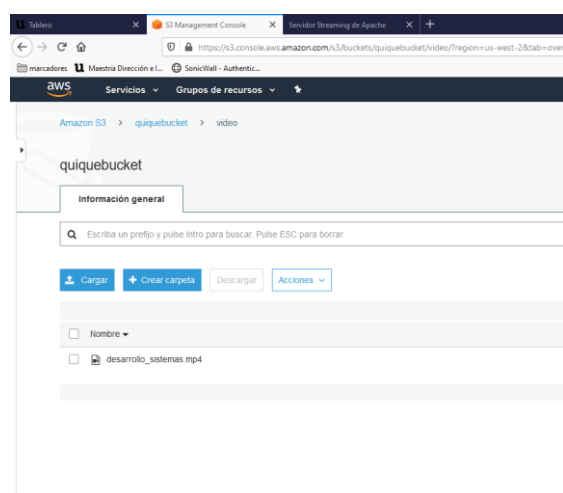 Tablero
S3 Management Console
Servidor Streaming de Apache
https://s3.console.aws.amazon.com/s3/buckets/quiquebucket/video/?region=us-west-2&tab=over
marcadores Maestría Dirección e I... SonicWall - Authentic...
aws Servicios Grupos de recursos
Amazon S3 > quiquebucket > video
quiquebucket
Información general
Escriba un prefijo y pulse Intro para buscar. Pulse ESC para borrar.
Cargar + Crear carpeta Descargar Acciones
Nombre
desarrollo_sistemas.mp4